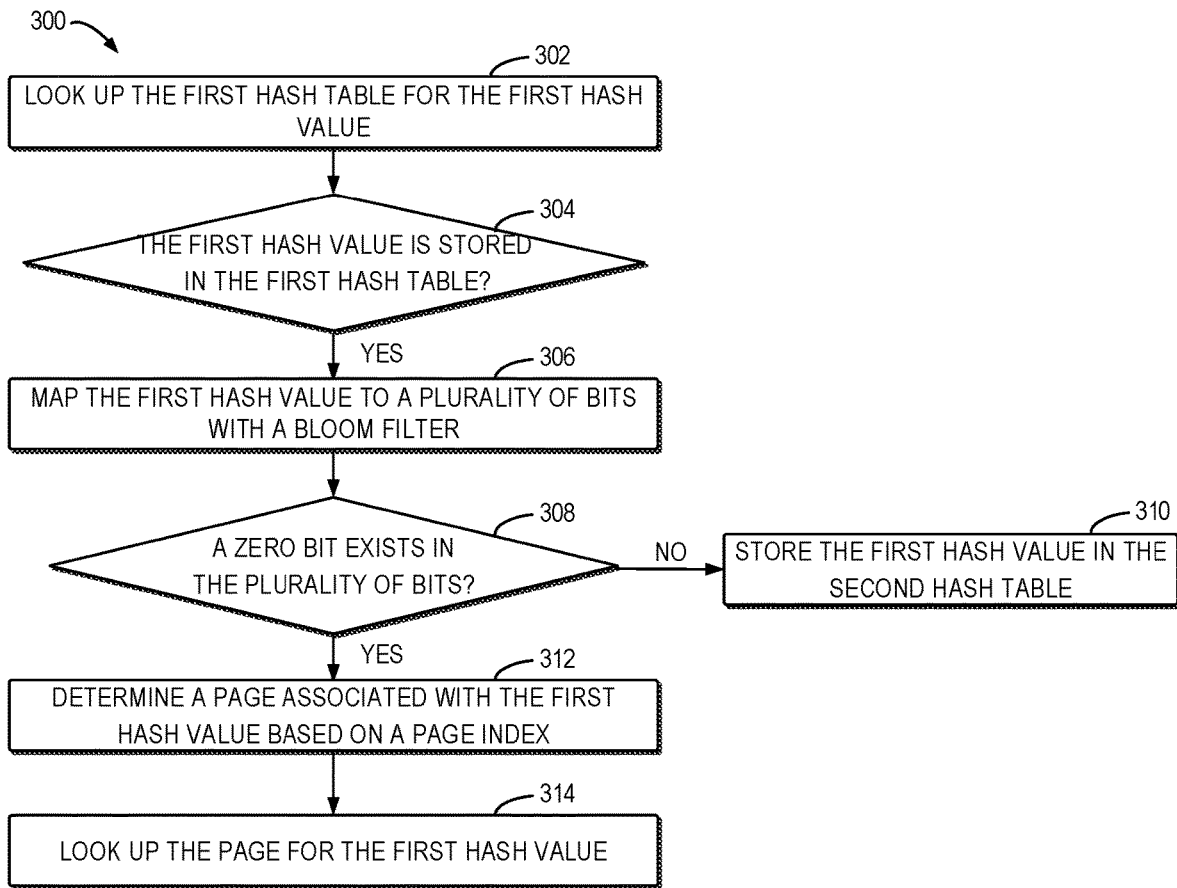 300
302
LOOK UP THE FIRST HASH TABLE FOR THE FIRST HASH
VALUE
304
THE FIRST HASH VALUE IS STORED
IN THE FIRST HASH TABLE?
YES
306
MAP THE FIRST HASH VALUE TO A PLURALITY OF BITS
WITH A BLOOM FILTER
308
A ZERO BIT EXISTS IN
THE PLURALITY OF BITS?
NO
310
STORE THE FIRST HASH VALUE IN THE
SECOND HASH TABLE
YES
312
DETERMINE A PAGE ASSOCIATED WITH THE FIRST
HASH VALUE BASED ON A PAGE INDEX
314
LOOK UP THE PAGE FOR THE FIRST HASH VALUE